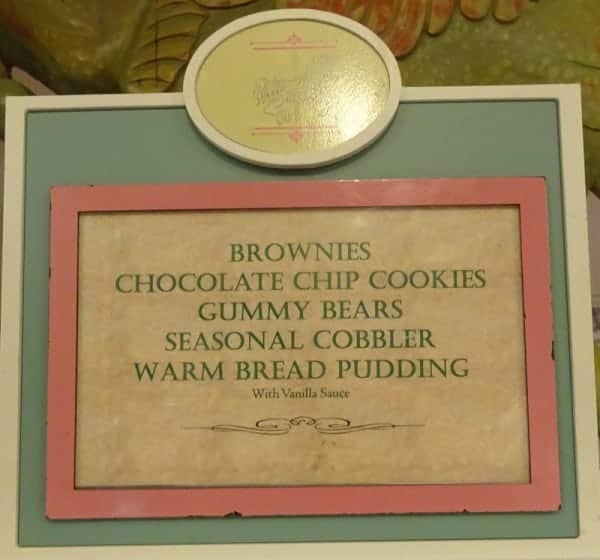 BROWNIES
CHOCOLATE CHIP COOKIES
GUMMY BEARS
SEASONAL COBBLER
WARM BREAD PUDDING
With Vanilla Sauce